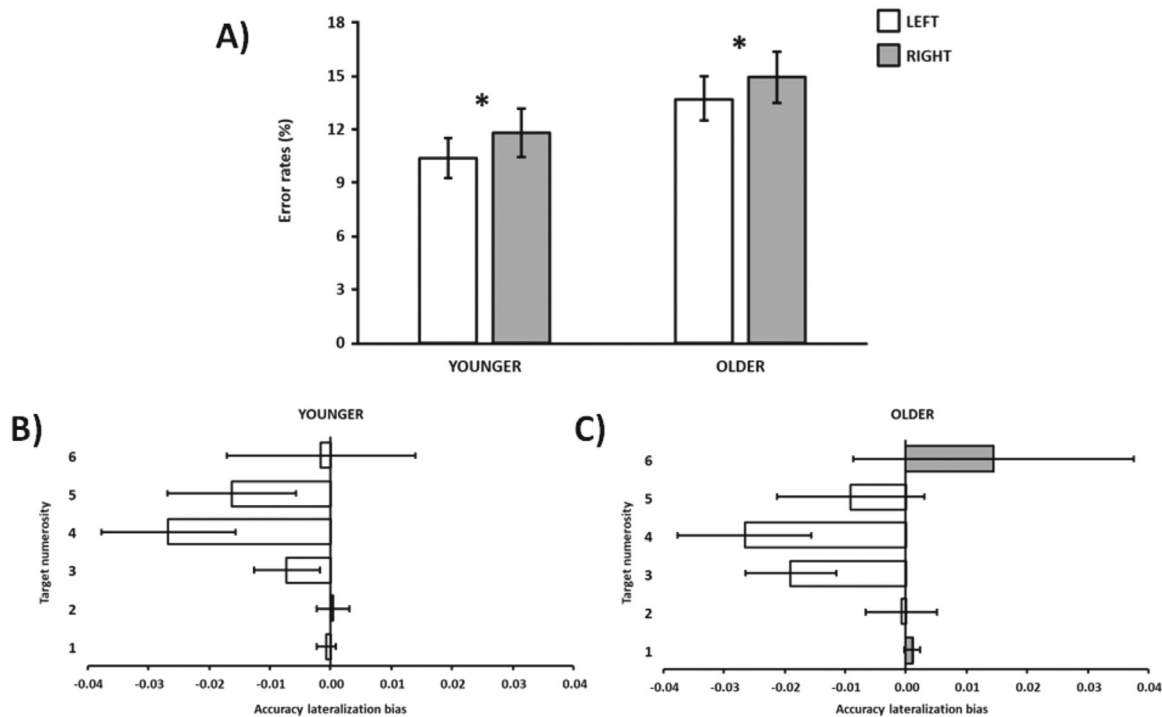 A)
18
15
12
9
6
3
0
Error rates (%)
*
*
LEFT
RIGHT
YOUNGER
OLDER
B)
YOUNGER
Target numerosity
6
5
4
3
2
1
-0.04 -0.03 -0.02 -0.01 0.00 0.01 0.02 0.03 0.04
Accuracy lateralization bias
C)
OLDER
Target numerosity
6
5
4
3
2
1
-0.04 -0.03 -0.02 -0.01 0.00 0.01 0.02 0.03 0.04
Accuracy lateralization bias